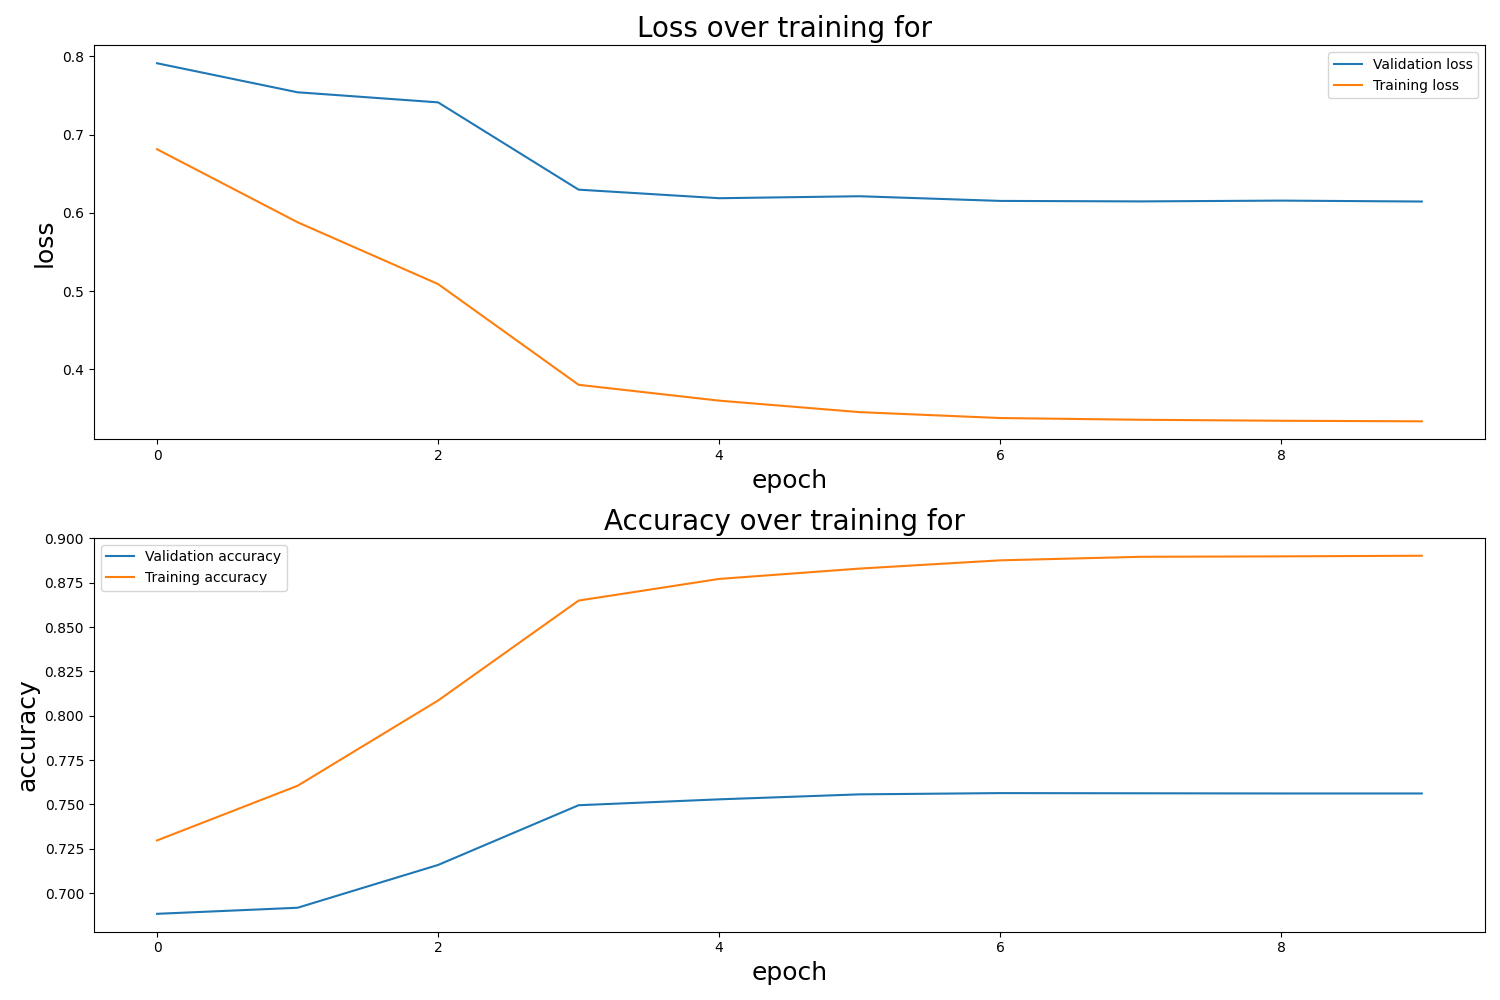 Loss over training for
0.8
0.7
0.6
0.5
0.4
loss
Validation loss
Training loss
0 2 4 6 8
epoch
Accuracy over training for
0.900
0.875
0.850
0.825
0.800
0.775
0.750
0.725
0.700
accuracy
Validation accuracy
Training accuracy
0 2 4 6 8
epoch